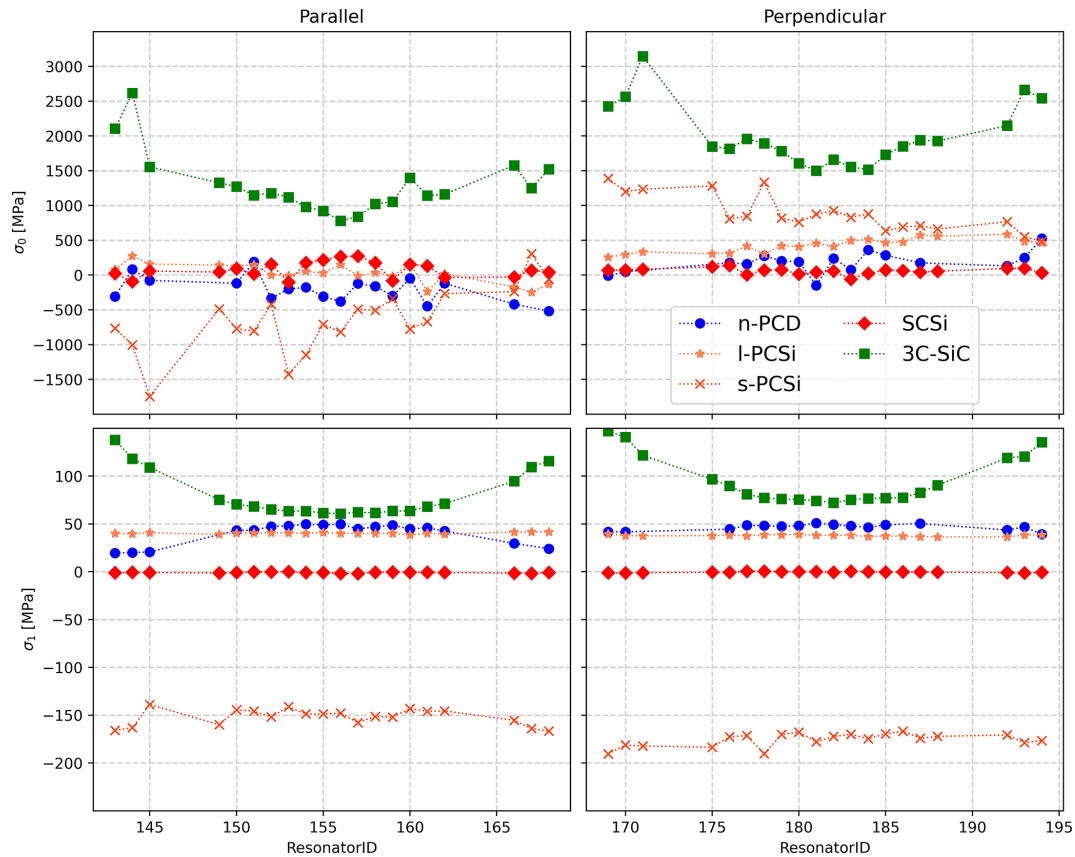 Parallel
Perpendicular
σ0 [MPa]
3000
2500
2000
1500
1000
500
0
−500
−1000
−1500
n-PCD
l-PCSi
s-PCSi
SCSi
3C-SiC
σ1 [MPa]
100
50
0
−50
−100
−150
−200
145
150
155
160
165
170
175
180
185
190
195
ResonatorID
ResonatorID